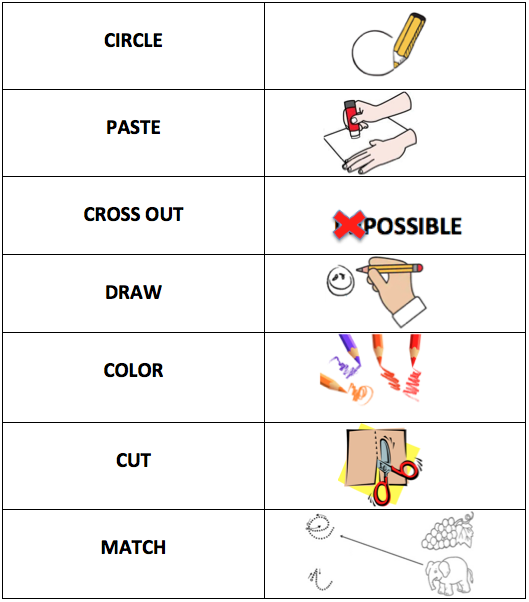 CIRCLE
PASTE
CROSS OUT
POSSIBLE
DRAW
COLOR
CUT
MATCH